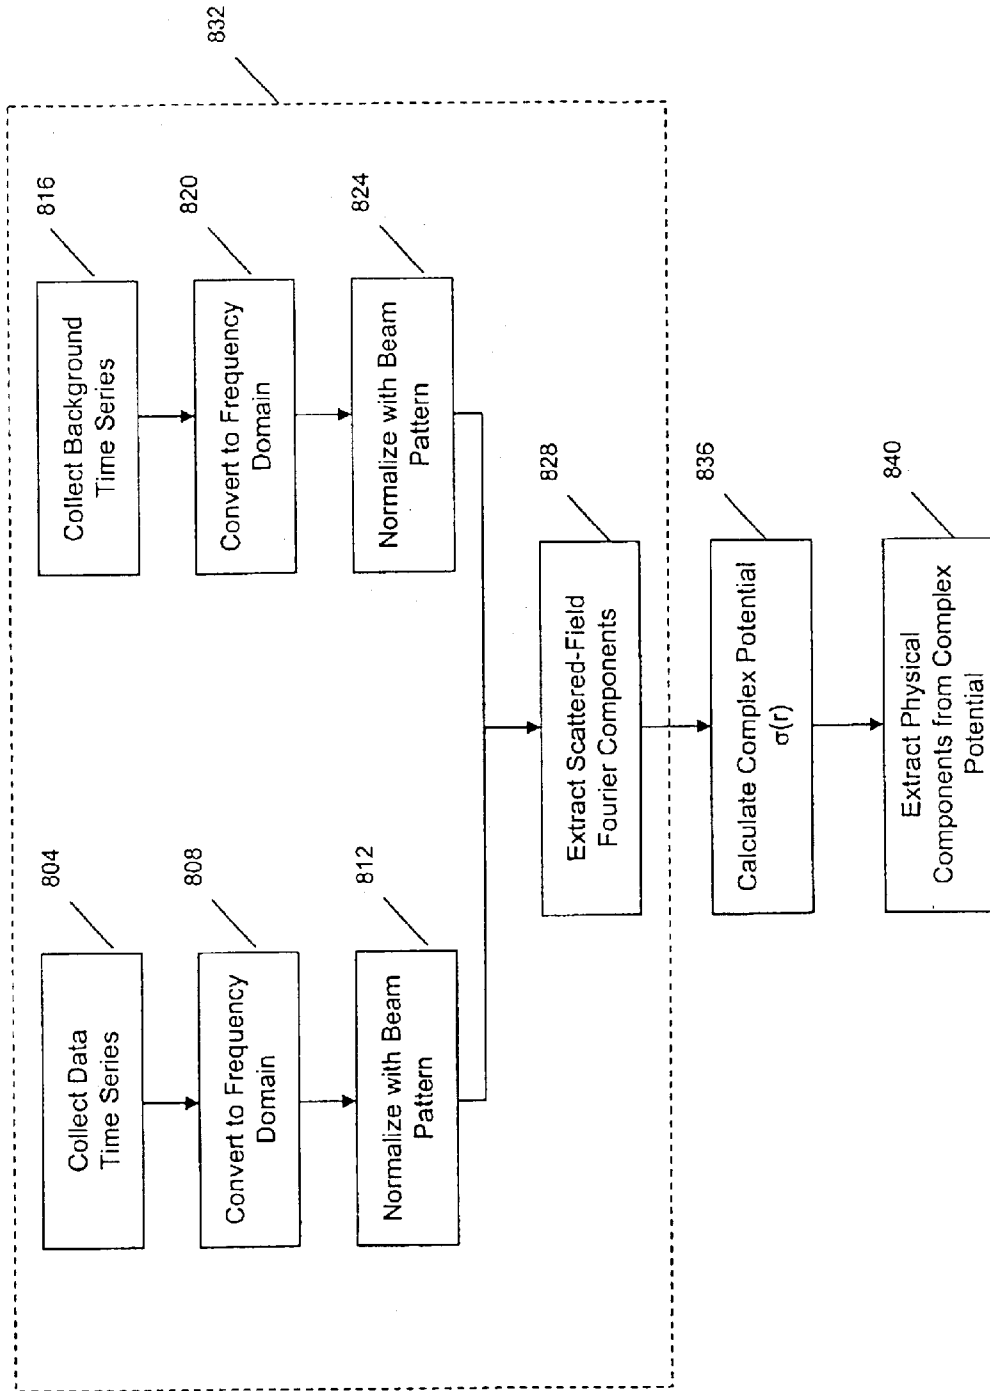 832
804
Collect Data
Time Series
816
Collect Background
Time Series
808
Convert to Frequency
Domain
820
Convert to Frequency
Domain
812
Normalize with Beam
Pattern
824
Normalize with Beam
Pattern
828
Extract Scattered-Field
Fourier Components
836
Calculate Complex Potential
σ(r)
840
Extract Physical
Components from Complex
Potential